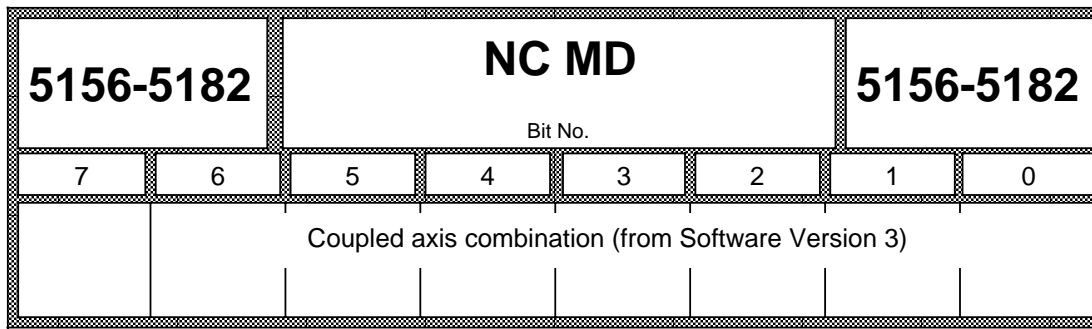 5156-5182 NC MD 5156-5182
Bit No.
7 6 5 4 3 2 1 0
Coupled axis combination (from Software Version 3)